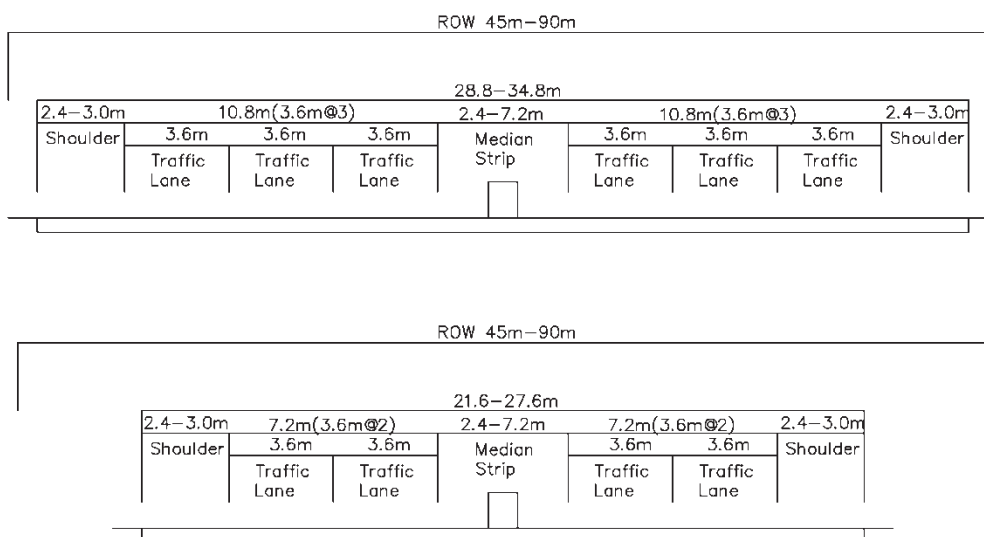 ROW 45m-90m
28.8-34.8m
2.4-3.0m 10.8m(3.6m@3) 2.4-7.2m 10.8m(3.6m@3) 2.4-3.0m
Shoulder 3.6m 3.6m 3.6m Median 3.6m 3.6m 3.6m Shoulder
Traffic Traffic Traffic Strip Traffic Traffic Traffic
Lane Lane Lane Lane Lane Lane
ROW 45m-90m
21.6-27.6m
2.4-3.0m 7.2m(3.6m@2) 2.4-7.2m 7.2m(3.6m@2) 2.4-3.0m
Shoulder 3.6m 3.6m Median 3.6m 3.6m Shoulder
Traffic Traffic Strip Traffic Traffic
Lane Lane Lane Lane